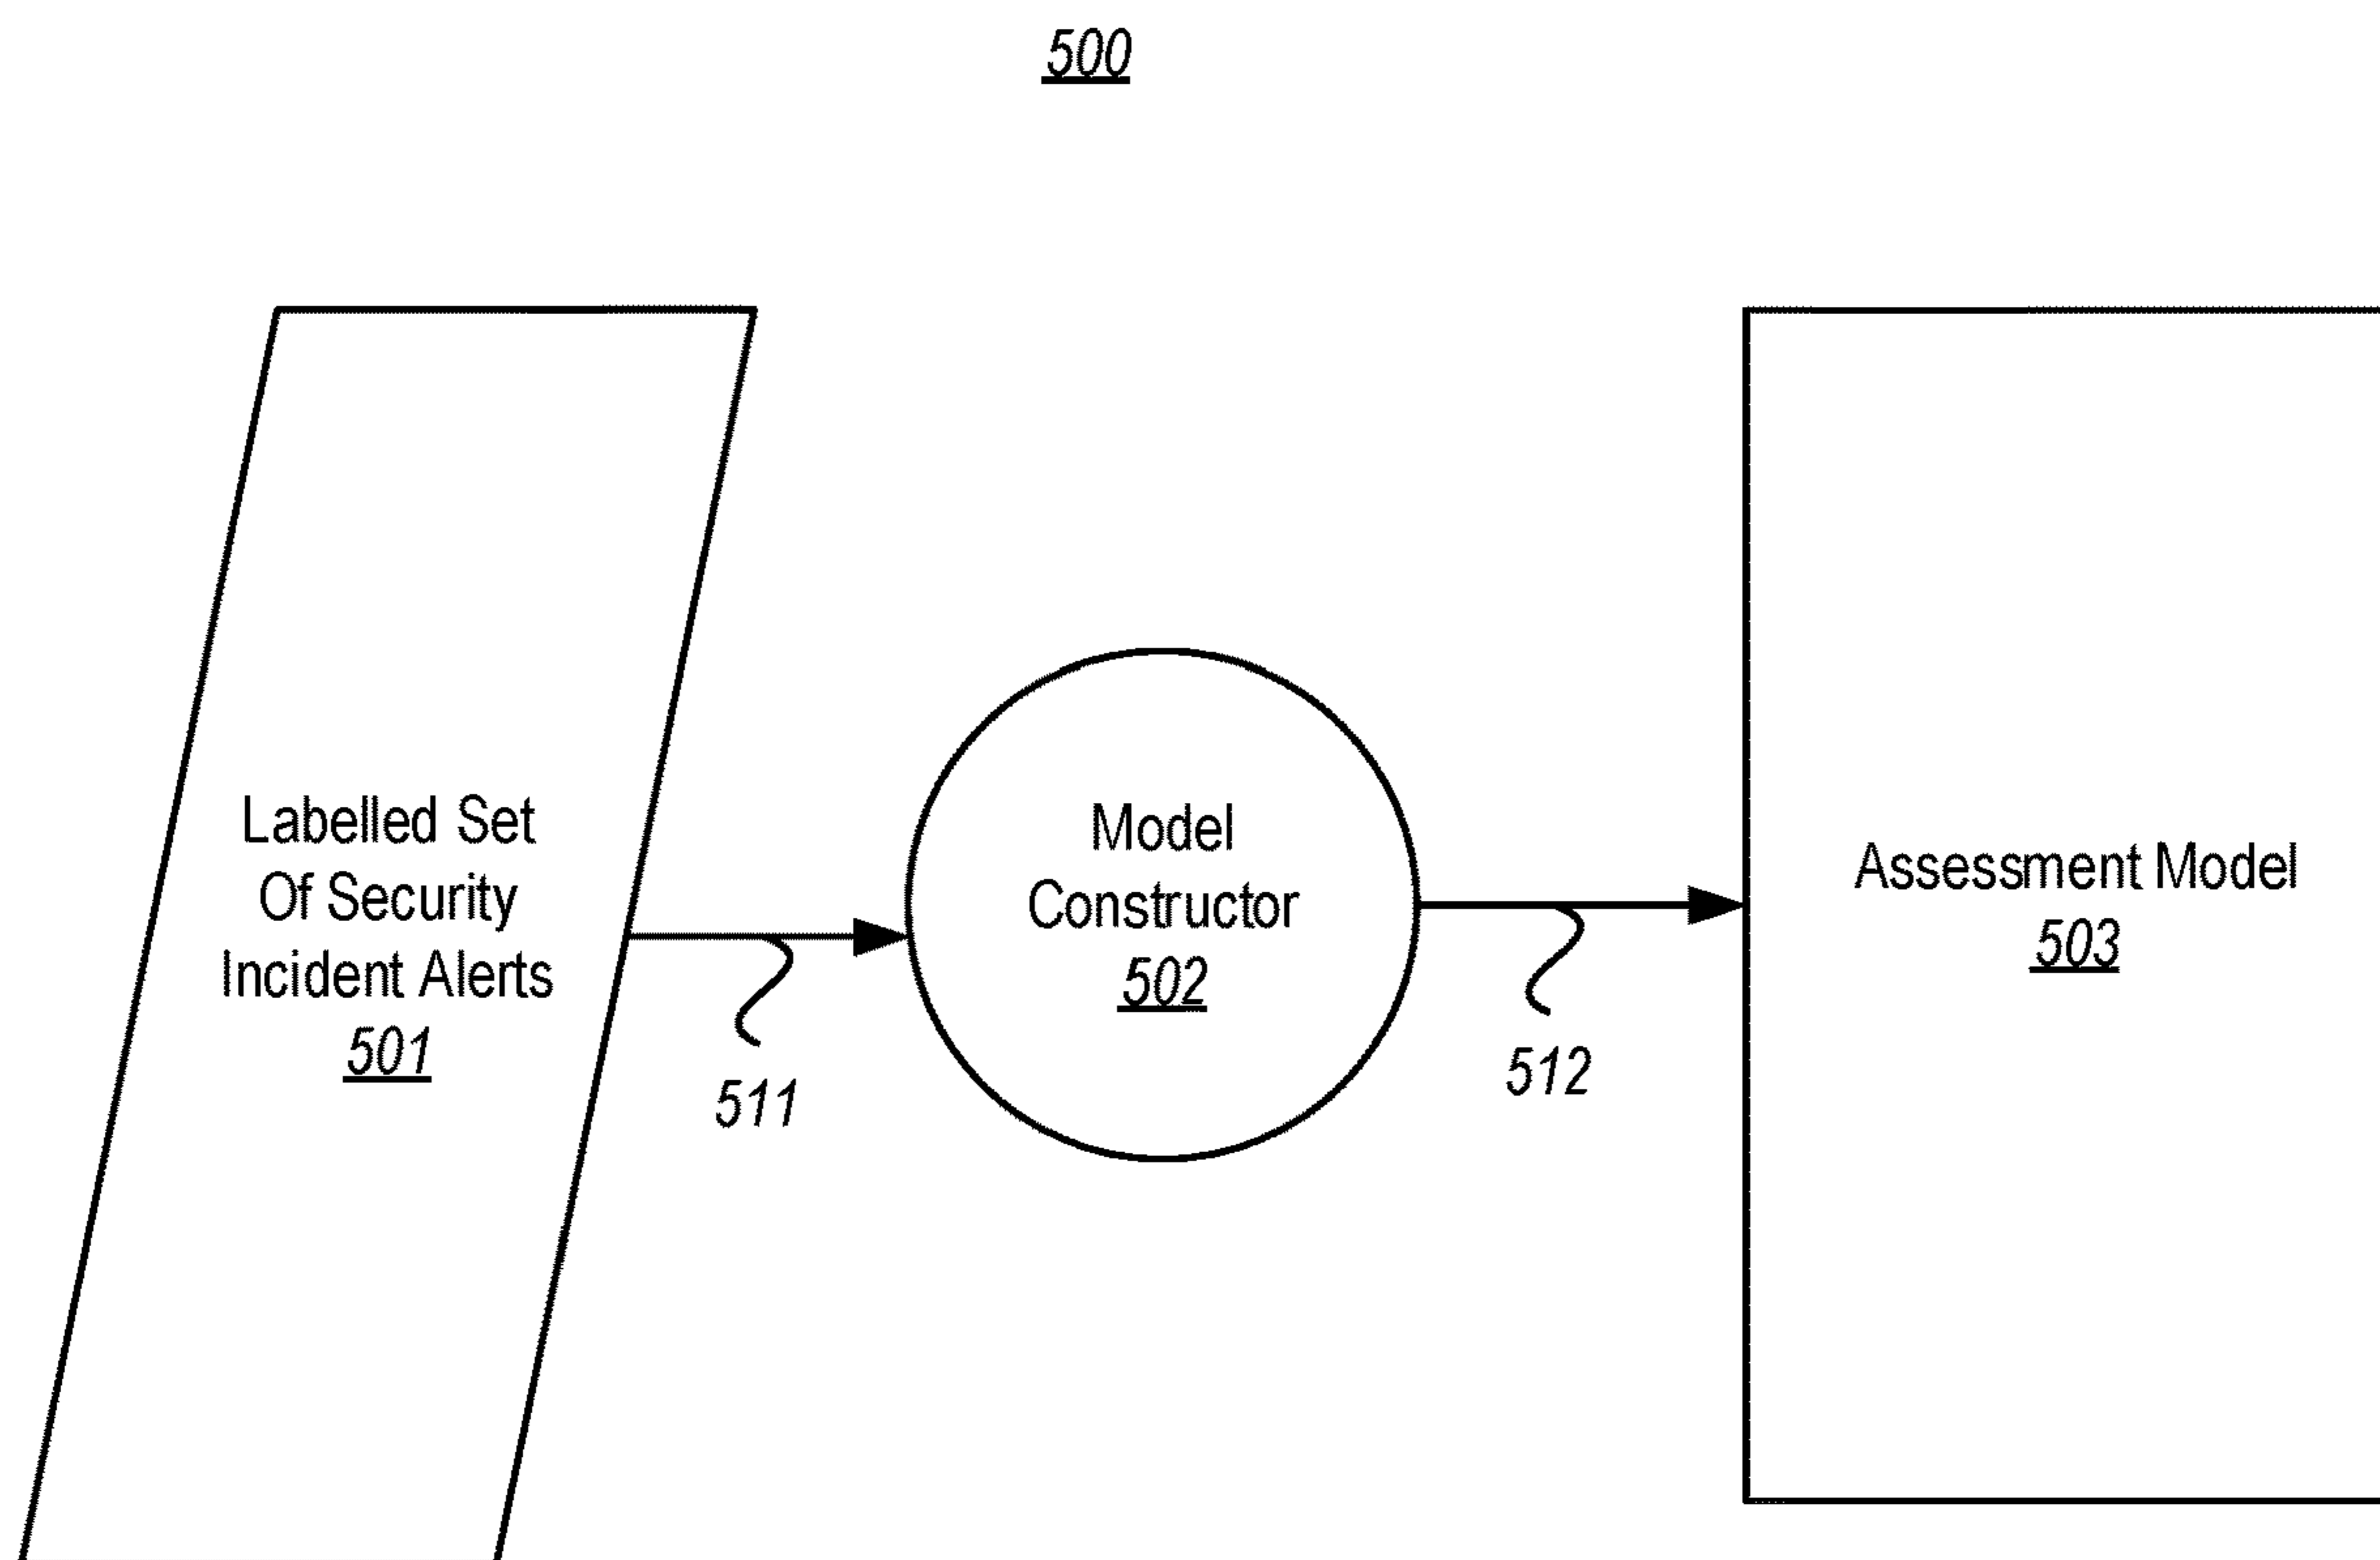 500
Labelled Set
Of Security
Incident Alerts
501
511
Model
Constructor
502
512
Assessment Model
503